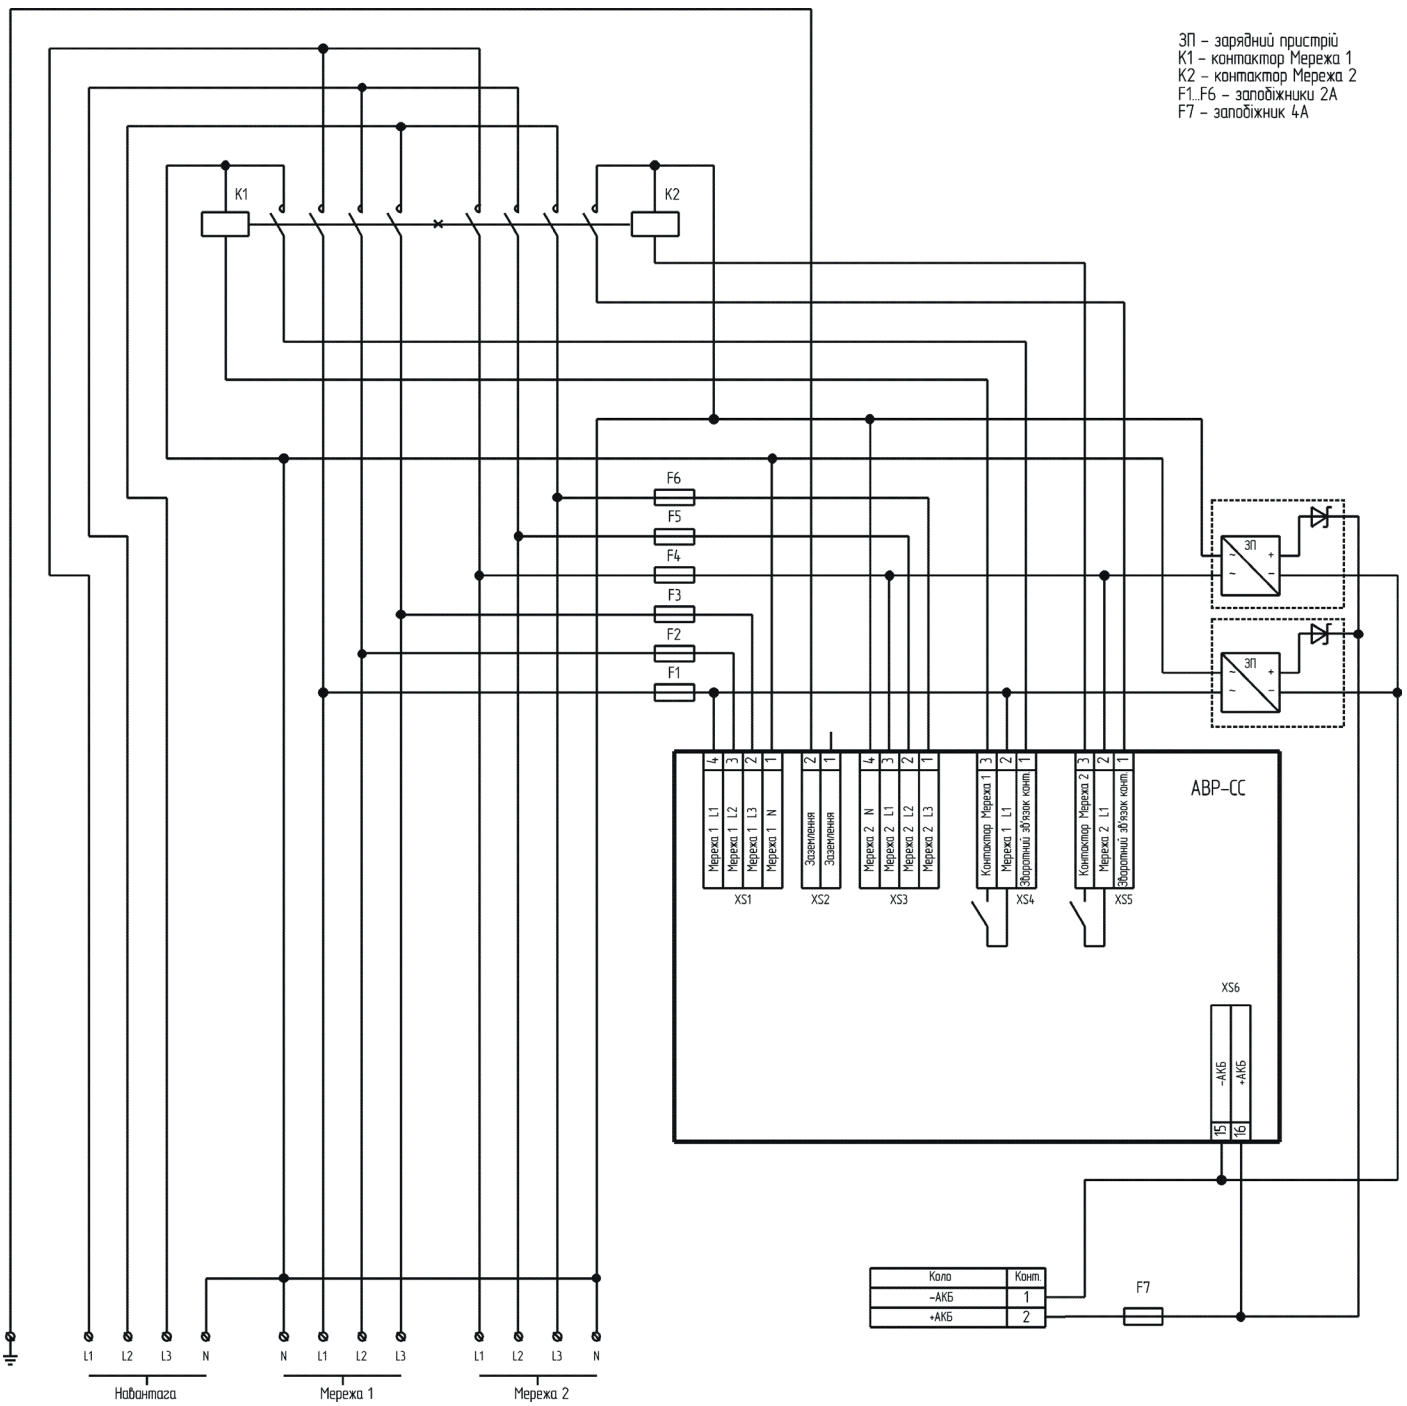 ЗП – зарядний пристрій
К1 – контактор Мережа 1
К2 – контактор Мережа 2
F1...F6 – запобіжники 2А
F7 – запобіжник 4А
К1
К2
F6
F5
F4
F3
F2
F1
ЗП
~ +
~ –
ЗП
~ +
~ –
АВР-СС
4 3 2 1
Мережа 1 L1
Мережа 1 L2
Мережа 1 L3
Мережа 1 N
XS1
2 1
Заземлення
Заземлення
XS2
4 3 2 1
Мережа 2 N
Мережа 2 L1
Мережа 2 L2
Мережа 2 L3
XS3
3 2 1
Контактор Мережа 1
Мережа 1 L1
Зворотний зв'язок конт.
XS4
3 2 1
Контактор Мережа 2
Мережа 2 L1
Зворотний зв'язок конт.
XS5
XS6
–АКБ
+АКБ
15 16
Коло Конт.
–АКБ 1
+АКБ 2
F7
L1 L2 L3 N
Навантага
N L1 L2 L3
Мережа 1
L1 L2 L3 N
Мережа 2